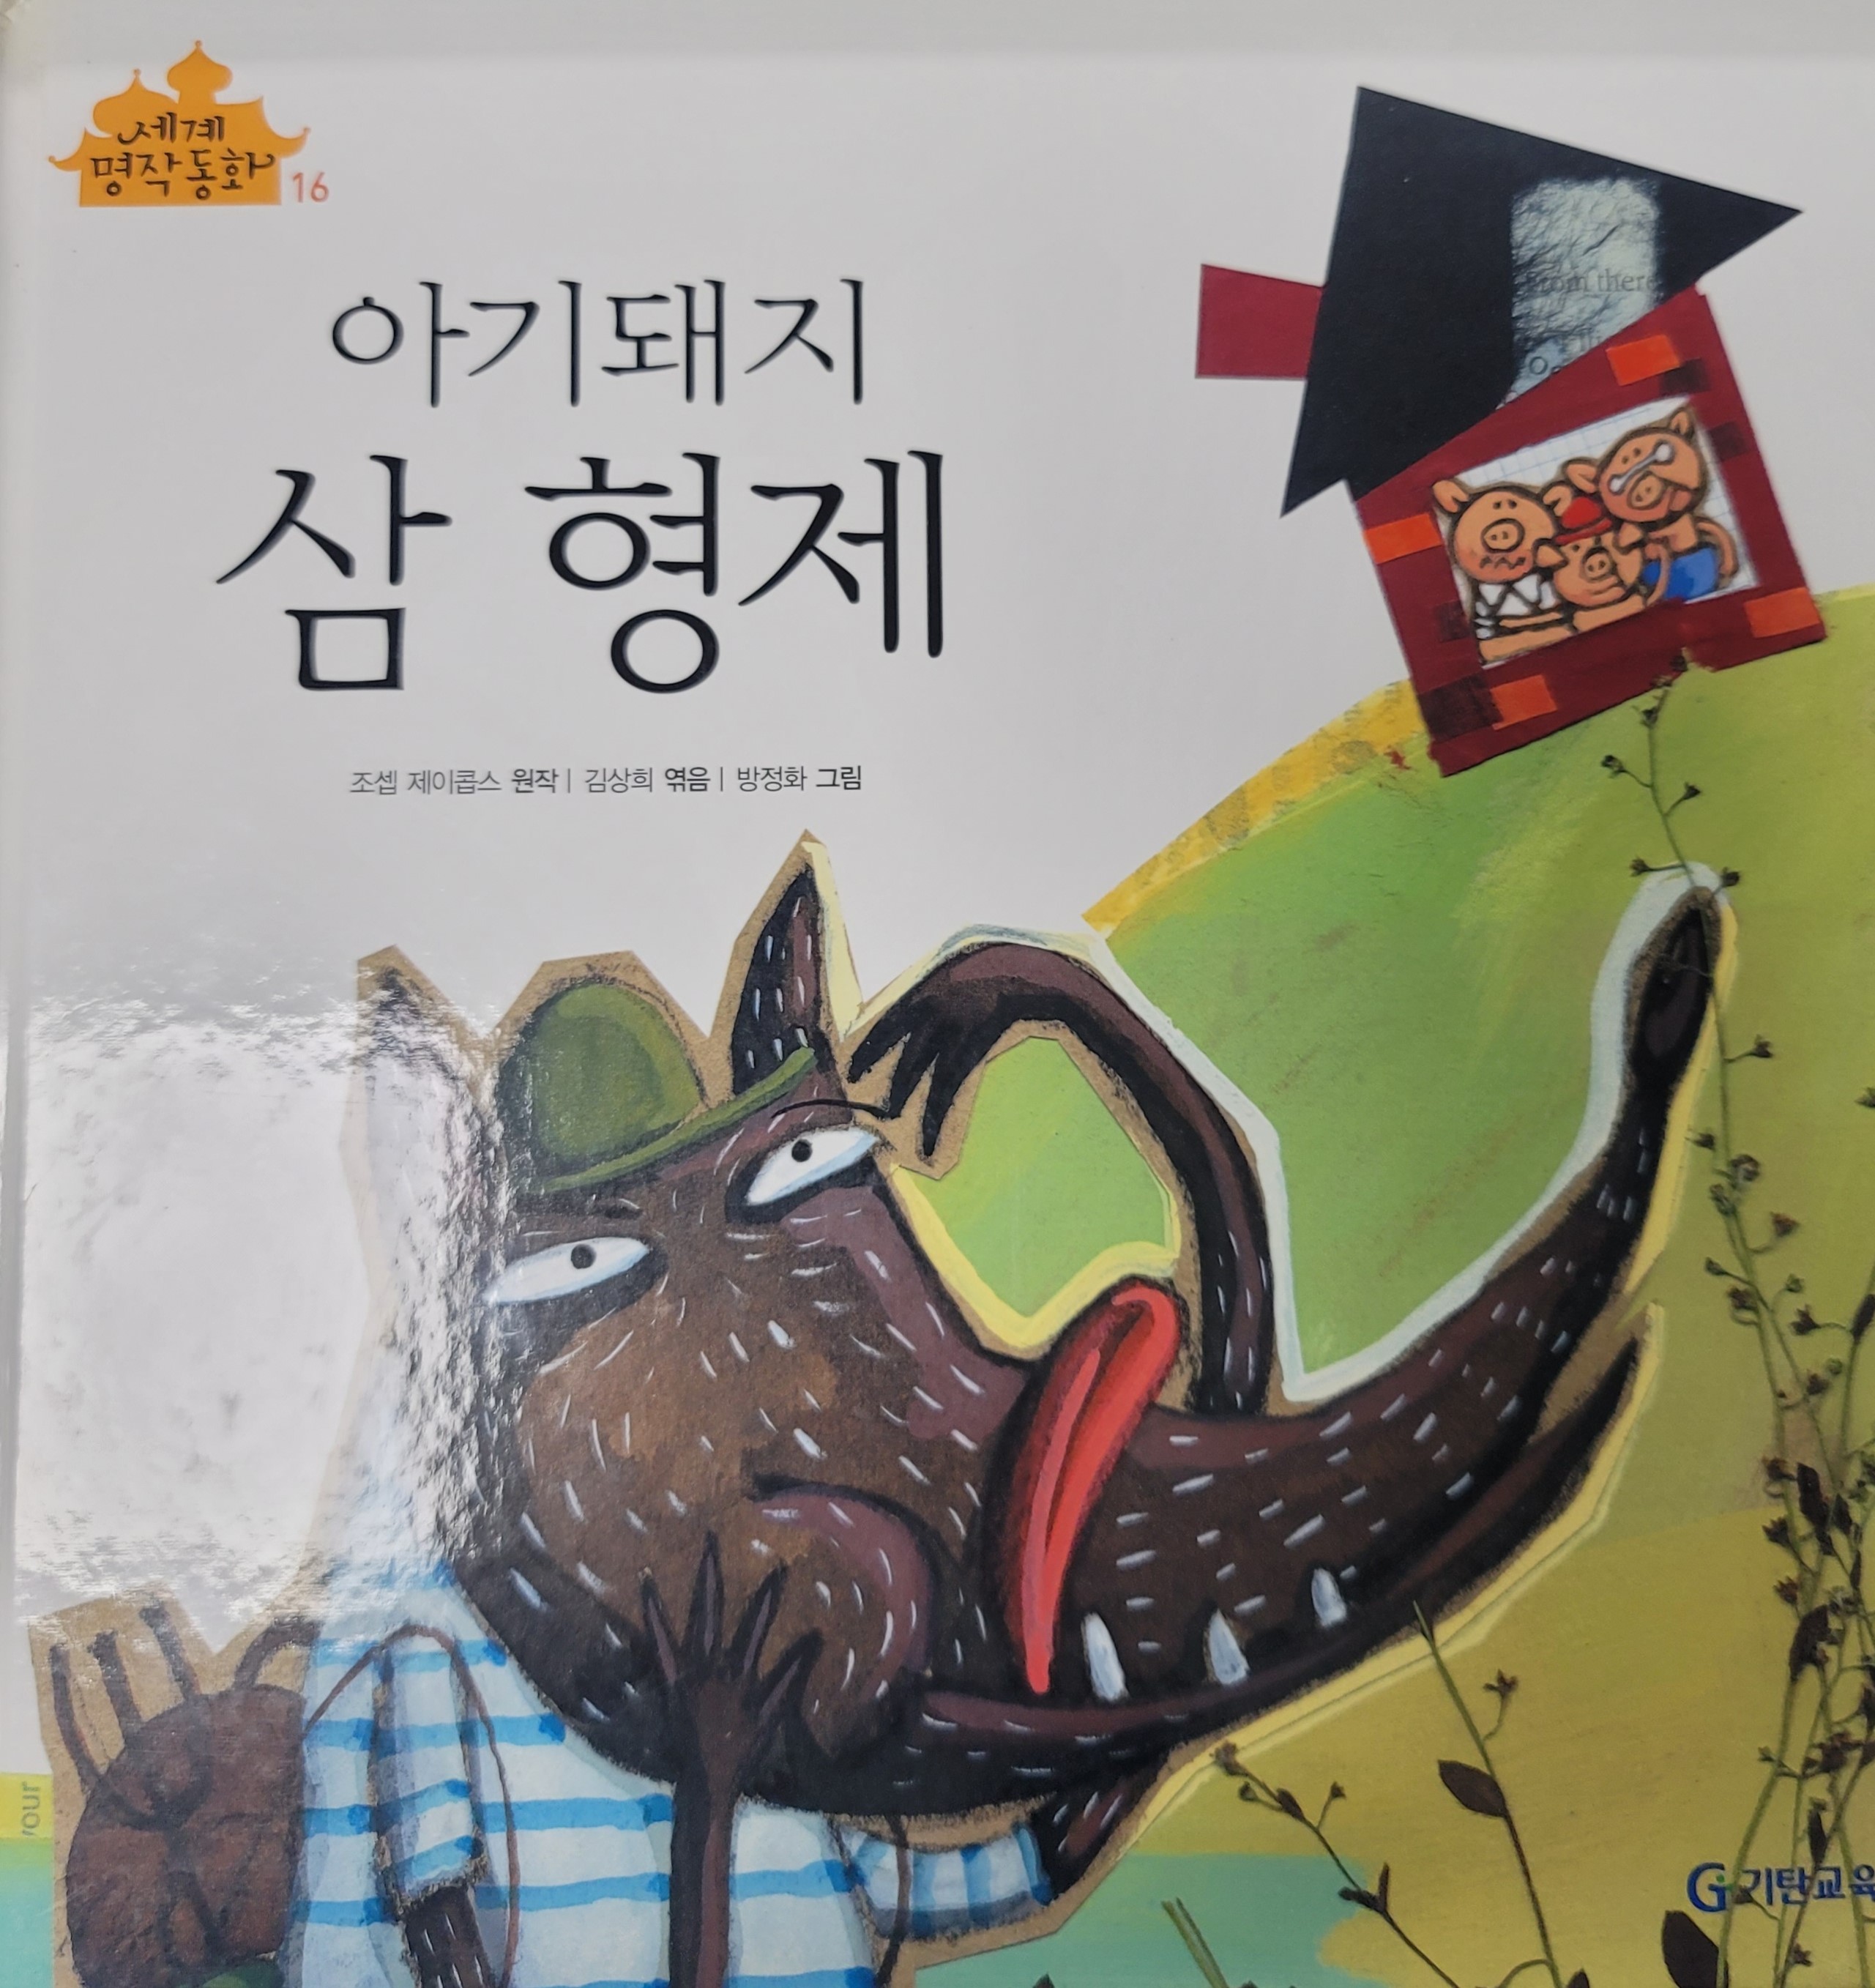 세계
명작동화 16
아기돼지
삼 형제
조셉 제이콥스 원작 | 김상희 엮음 | 방정화 그림
from there
our
기탄교육